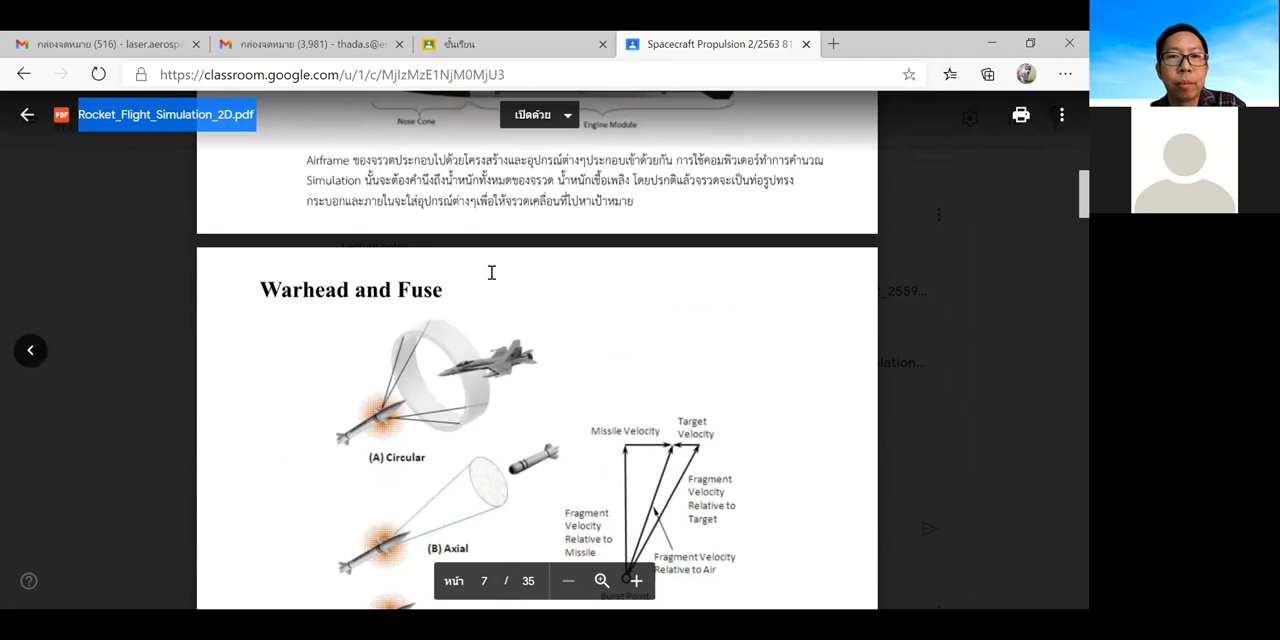 กล่องจดหมาย (516) - laser.aerospa
กล่องจดหมาย (3,981) - thada.s@e
ชั้นเรียน
Spacecraft Propulsion 2/2563 81
https://classroom.google.com/u/1/c/MjIzMzE1NjM0MjU3
PDF
Rocket_Flight_Simulation_2D.pdf
เปิดด้วย
Nose Cone
Engine Module
Airframe ของจรวดประกอบไปด้วยโครงสร้างและอุปกรณ์ต่างๆประกอบเข้าด้วยกัน การใช้คอมพิวเตอร์ทำการคำนวณ
Simulation นั้นจะต้องคำนึงถึงน้ำหนักทั้งหมดของจรวด น้ำหนักเชื้อเพลิง โดยปรกติแล้วจรวดจะเป็นท่อรูปทรง
กระบอกและภายในจะใส่อุปกรณ์ต่างๆเพื่อให้จรวดเคลื่อนที่ไปหาเป้าหมาย
Warhead and Fuse
2_2559...
ulation...
(A) Circular
(B) Axial
Missile Velocity
Target
Velocity
Fragment
Velocity
Relative to
Target
Fragment
Velocity
Relative to
Missile
Fragment Velocity
Relative to Air
Burst Point
หน้า 7 / 35